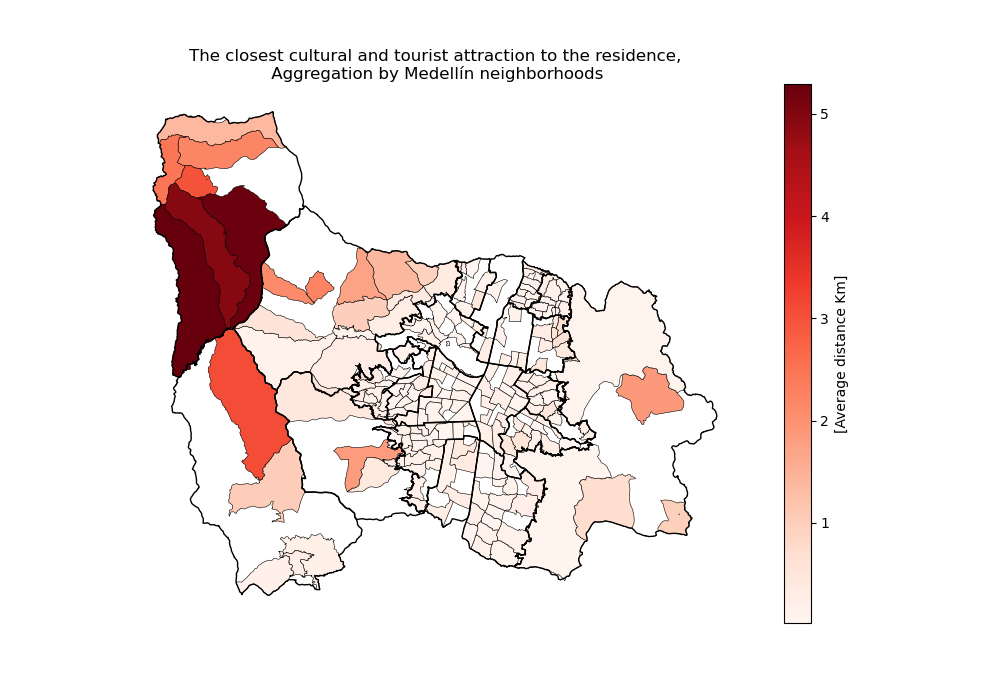 The closest cultural and tourist attraction to the residence,
Aggregation by Medellín neighborhoods
5
4
3
2
1
[Average distance Km]